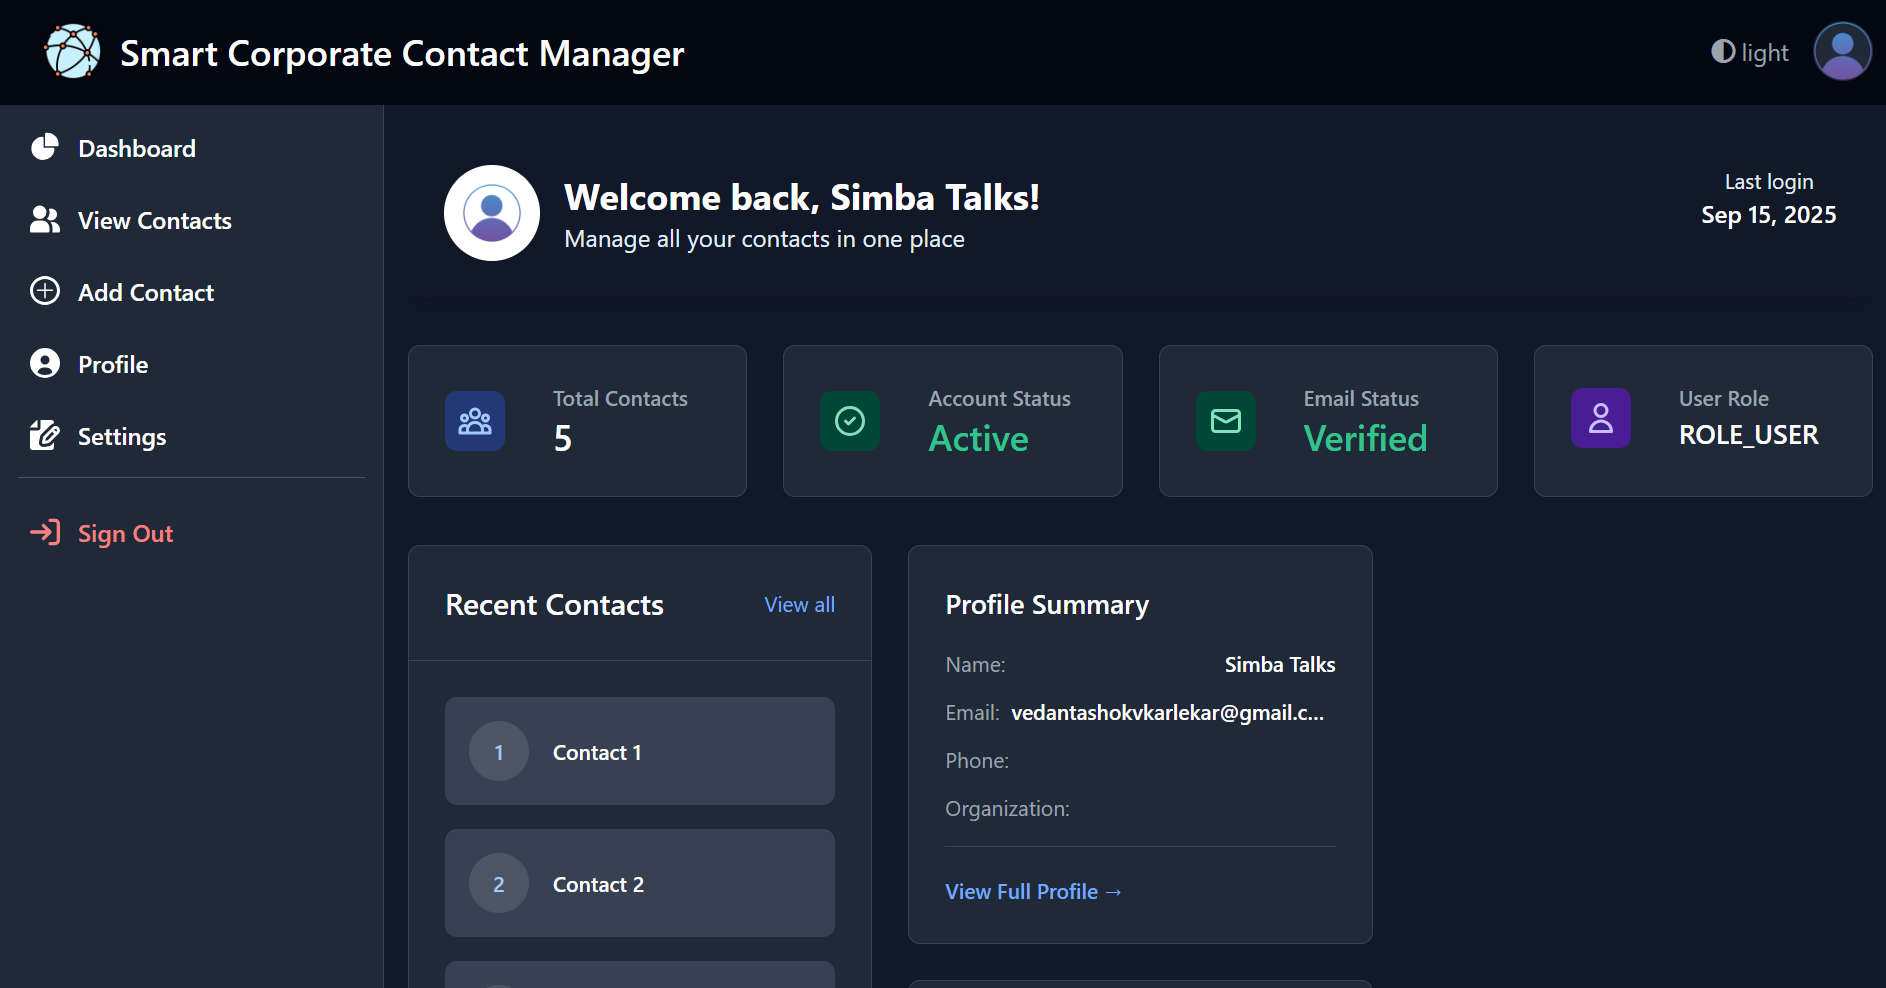 Smart Corporate Contact Manager
light
Dashboard
View Contacts
Add Contact
Profile
Settings
Sign Out
Welcome back, Simba Talks!
Manage all your contacts in one place
Last login
Sep 15, 2025
Total Contacts
5
Account Status
Active
Email Status
Verified
User Role
ROLE_USER
Recent Contacts View all
1 Contact 1
2 Contact 2
Profile Summary
Name: Simba Talks
Email: vedantashokvkarlekar@gmail.c...
Phone:
Organization:
View Full Profile →